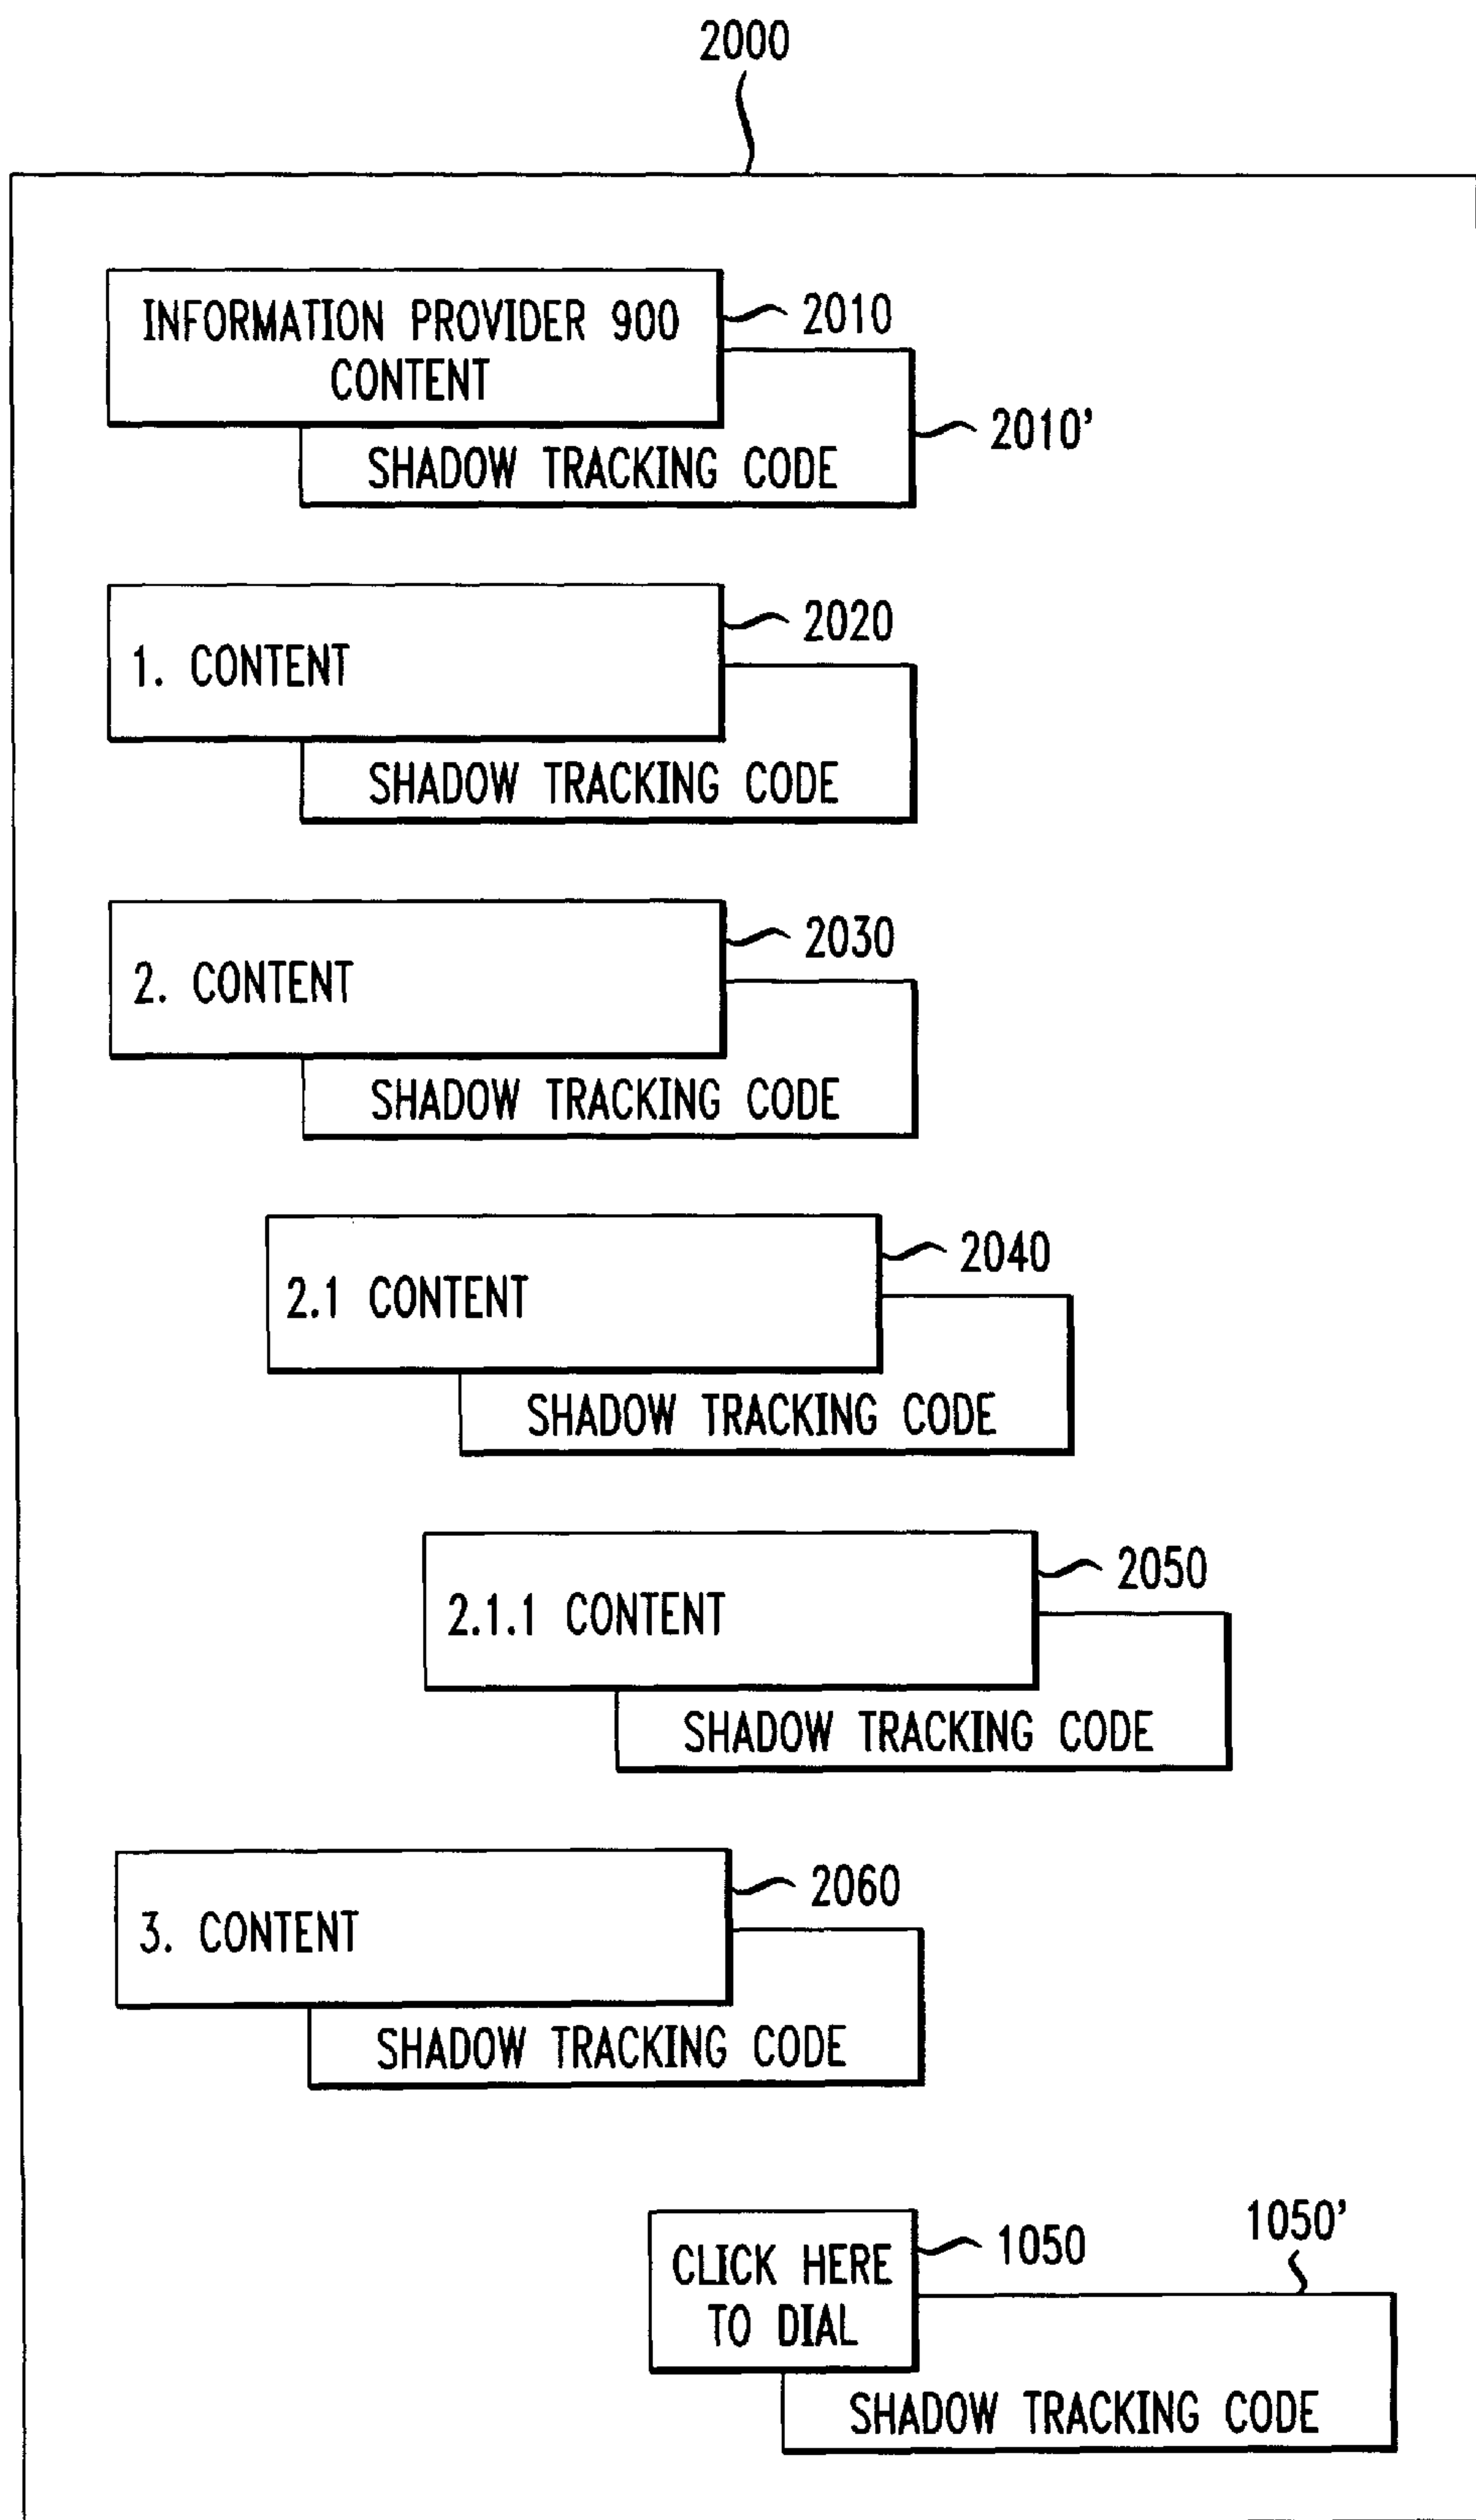 2000
INFORMATION PROVIDER 900
CONTENT
2010
2010'
SHADOW TRACKING CODE
2020
1. CONTENT
SHADOW TRACKING CODE
2030
2. CONTENT
SHADOW TRACKING CODE
2040
2.1 CONTENT
SHADOW TRACKING CODE
2050
2.1.1 CONTENT
SHADOW TRACKING CODE
2060
3. CONTENT
SHADOW TRACKING CODE
1050'
CLICK HERE
TO DIAL
1050
SHADOW TRACKING CODE